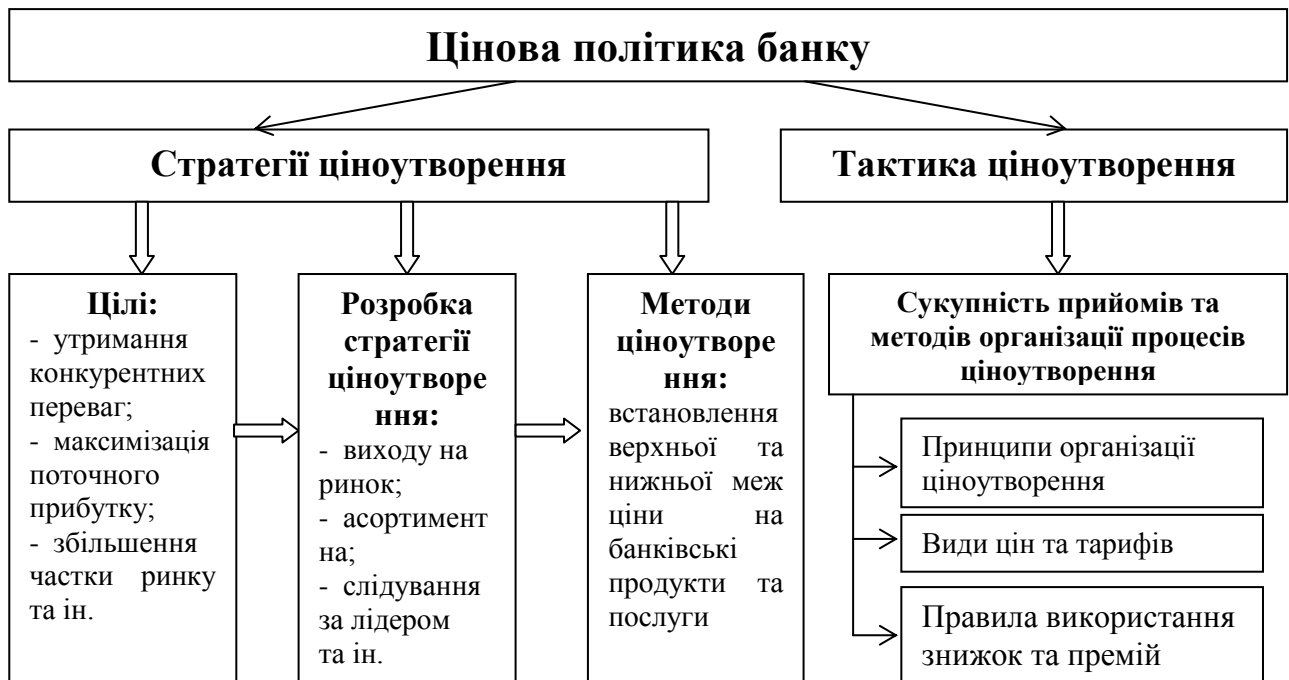 Цінова політика банку
Стратегії ціноутворення
Тактика ціноутворення
Цілі:
- утримання
конкурентних
переваг;
- максимізація
поточного
прибутку;
- збільшення
частки ринку
та ін.
Розробка
стратегії
ціноутворе
ння:
- виходу на
ринок;
- асортимент
на;
- слідування
за лідером
та ін.
Методи
ціноутворе
ння:
встановлення
верхньої та
нижньої меж
ціни на
банківські
продукти та
послуги
Сукупність прийомів та
методів організації процесів
ціноутворення
Принципи організації
ціноутворення
Види цін та тарифів
Правила використання
знижок та премій